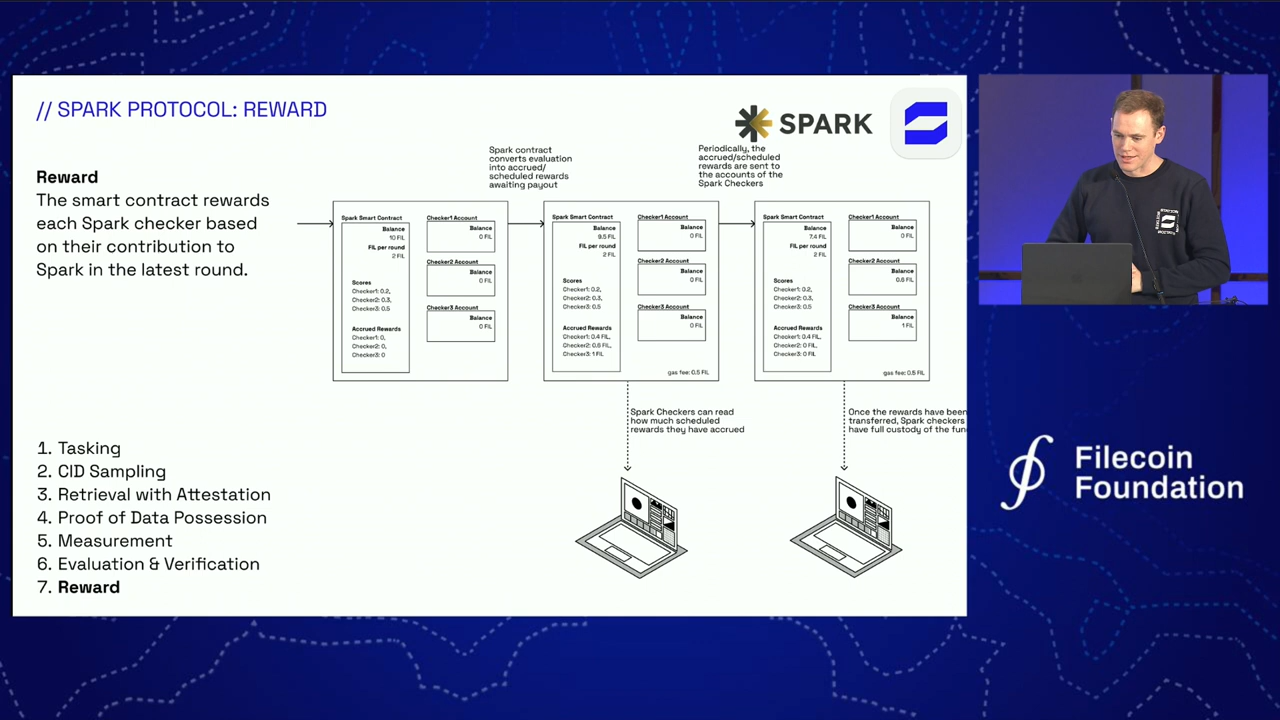 // SPARK PROTOCOL: REWARD
SPARK
Reward
The smart contract rewards
each Spark checker based
on their contribution to
Spark in the latest round.
Spark contract
converts evaluation
into accrued/
scheduled rewards
awaiting payout
Periodically, the
accrued/scheduled
rewards are sent to
the accounts of the
Spark Checkers
Spark Smart Contract
Balance
10 FIL
FIL per round
2 FIL
Scores
Checker1: 0.2,
Checker2: 0.3,
Checker3: 0.5
Accrued Rewards
Checker1: 0,
Checker2: 0,
Checker3: 0
Checker1 Account
Balance
0 FIL
Checker2 Account
Balance
0 FIL
Checker3 Account
Balance
0 FIL
Spark Smart Contract
Balance
9.5 FIL
FIL per round
2 FIL
Scores
Checker1: 0.2,
Checker2: 0.3,
Checker3: 0.5
Accrued Rewards
Checker1: 0.4 FIL,
Checker2: 0.6 FIL,
Checker3: 1 FIL
Checker1 Account
Balance
0 FIL
Checker2 Account
Balance
0 FIL
Checker3 Account
Balance
0 FIL
gas fee: 0.5 FIL
Spark Smart Contract
Balance
7.4 FIL
FIL per round
2 FIL
Scores
Checker1: 0.2,
Checker2: 0.3,
Checker3: 0.5
Accrued Rewards
Checker1: 0.4 FIL,
Checker2: 0 FIL,
Checker3: 0 FIL
Checker1 Account
Balance
0 FIL
Checker2 Account
Balance
0.6 FIL
Checker3 Account
Balance
1 FIL
gas fee: 0.5 FIL
Spark Checkers can read
how much scheduled
rewards they have accrued
Once the rewards have been
transferred, Spark checkers
have full custody of the fun
1. Tasking
2. CID Sampling
3. Retrieval with Attestation
4. Proof of Data Possession
5. Measurement
6. Evaluation & Verification
7. Reward
Filecoin
Foundation